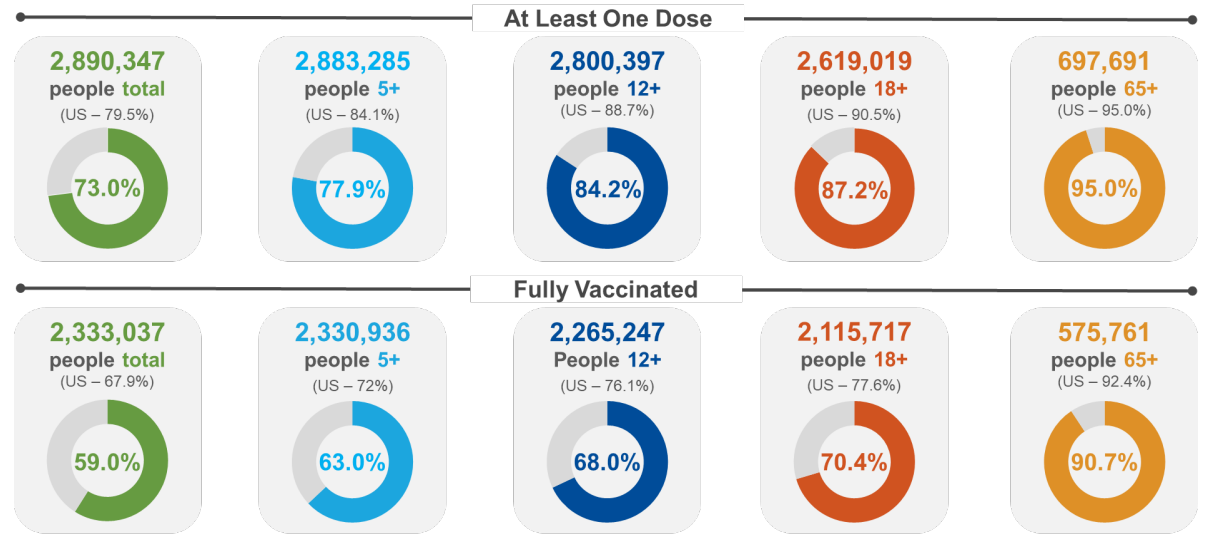 At Least One Dose
2,890,347
people total
(US – 79.5%)
73.0%
2,883,285
people 5+
(US – 84.1%)
77.9%
2,800,397
people 12+
(US – 88.7%)
84.2%
2,619,019
people 18+
(US – 90.5%)
87.2%
697,691
people 65+
(US – 95.0%)
95.0%
Fully Vaccinated
2,333,037
people total
(US – 67.9%)
59.0%
2,330,936
people 5+
(US – 72%)
63.0%
2,265,247
People 12+
(US – 76.1%)
68.0%
2,115,717
people 18+
(US – 77.6%)
70.4%
575,761
people 65+
(US – 92.4%)
90.7%